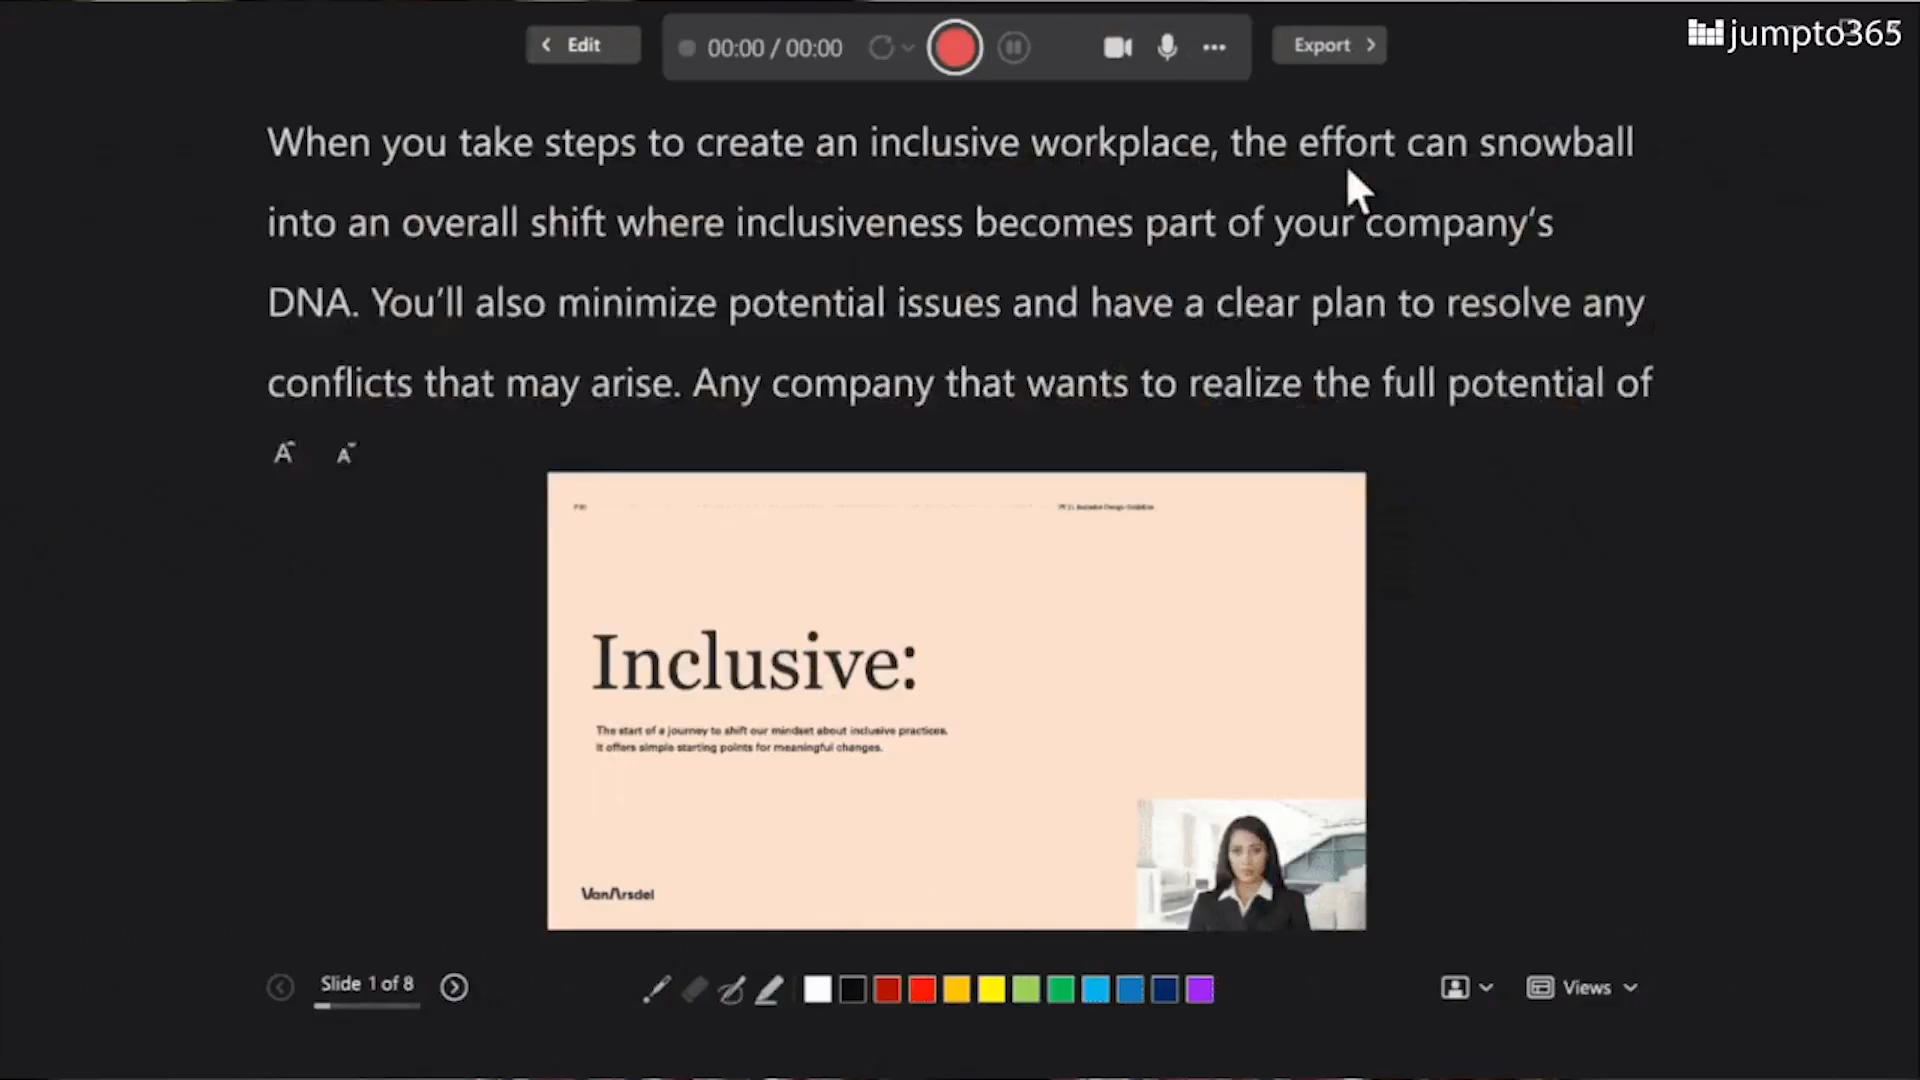 Edit
00:00 / 00:00
Export
jumpto365
When you take steps to create an inclusive workplace, the effort can snowball
into an overall shift where inclusiveness becomes part of your company’s
DNA. You’ll also minimize potential issues and have a clear plan to resolve any
conflicts that may arise. Any company that wants to realize the full potential of
A A
Inclusive:
The start of a journey to shift our mindset about inclusive practices.
It offers simple starting points for meaningful changes.
VanArsdel
Slide 1 of 8
Views